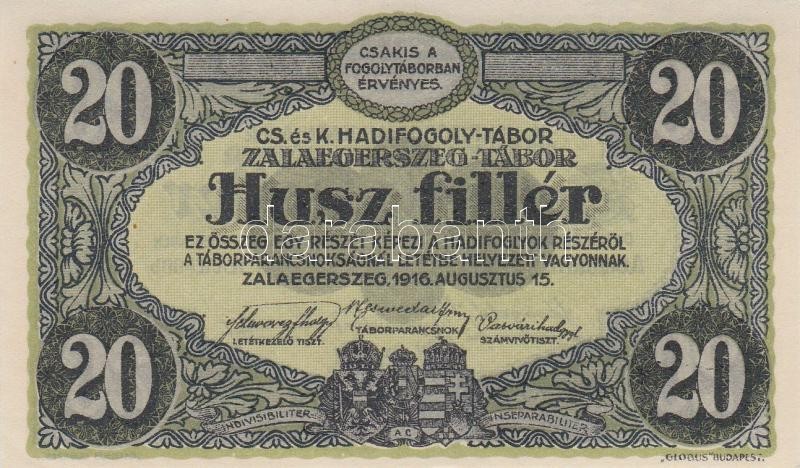 CSAKIS A
FOGOLYTÁBORBAN
ÉRVÉNYES.
20 20
CS. és K. HADIFOGOLY-TÁBOR
ZALAEGERSZEG-TÁBOR
Husz fillér
darabanth
EZ ÖSSZEG EGY RÉSZÉT KÉPEZI A HADIFOGLYOK RÉSZÉRŐL
A TÁBORPARANCSNOKSÁGNÁL LETÉTBE HELYEZETT VAGYONNAK.
ZALAEGERSZEG, 1916. AUGUSZTUS 15.
LETÉTKEZELŐ TISZT. TÁBORPARANCSNOK SZÁMVIVŐTISZT.
20 20
INDIVISIBILITER AC INSEPARABILITER
„GLOBUS" BUDAPEST.